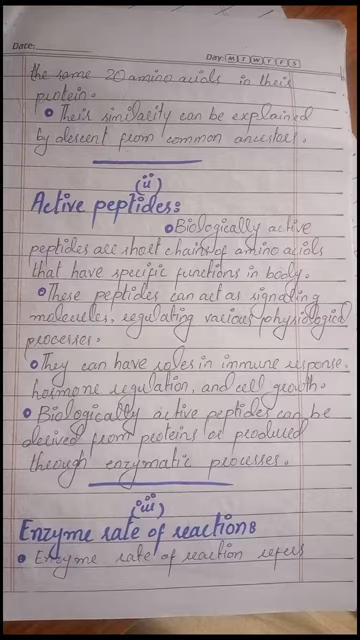 Date:
Day: M T W T F S
the same 20 amino acids in their
protein.
• Their similarity can be explained
by descent from common ancestors.
(ii)
Active peptides:
• Biologically active
peptides are short chains of amino acids
that have specific functions in body.
• These peptides can act as signaling
molecules, regulating various physiological
processes.
• They can have roles in immune response,
hormone regulation, and cell growth.
• Biologically active peptides can be
derived from proteins or produced
through enzymatic processes.
(iii)
Enzyme rate of reactions
• Enzyme rate of reaction refers